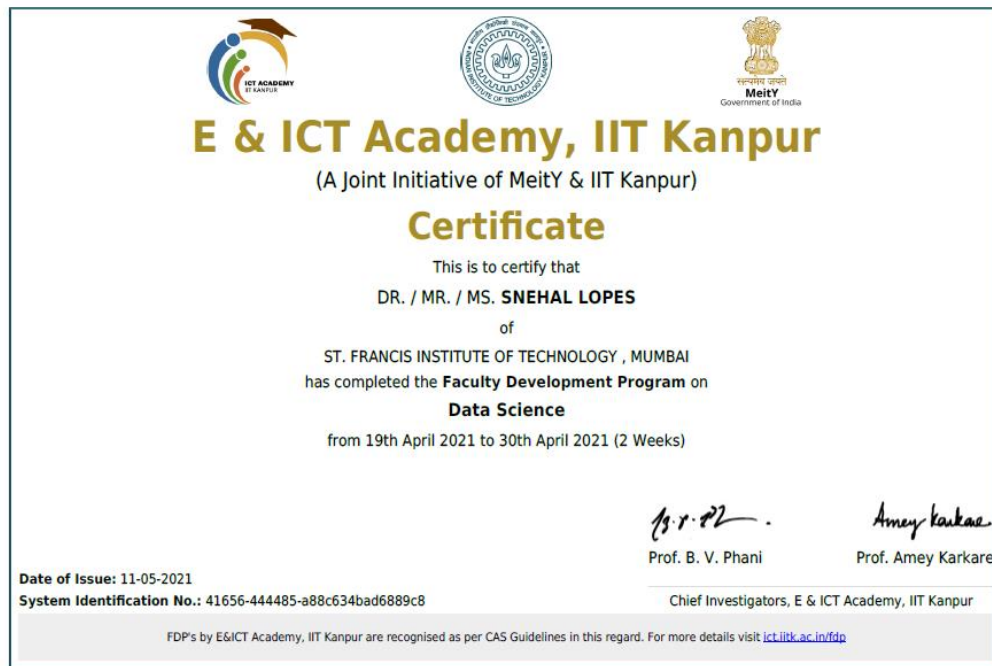 ICT ACADEMY
IIT KANPUR
सत्यमेव जयते
MeitY
Government of India
E & ICT Academy, IIT Kanpur
(A Joint Initiative of MeitY & IIT Kanpur)
Certificate
This is to certify that
DR. / MR. / MS. SNEHAL LOPES
of
ST. FRANCIS INSTITUTE OF TECHNOLOGY , MUMBAI
has completed the Faculty Development Program on
Data Science
from 19th April 2021 to 30th April 2021 (2 Weeks)
Amey Karkare
Prof. B. V. Phani Prof. Amey Karkare
Date of Issue: 11-05-2021
System Identification No.: 41656-444485-a88c634bad6889c8
Chief Investigators, E & ICT Academy, IIT Kanpur
FDP's by E&ICT Academy, IIT Kanpur are recognised as per CAS Guidelines in this regard. For more details visit ict.iitk.ac.in/fdp